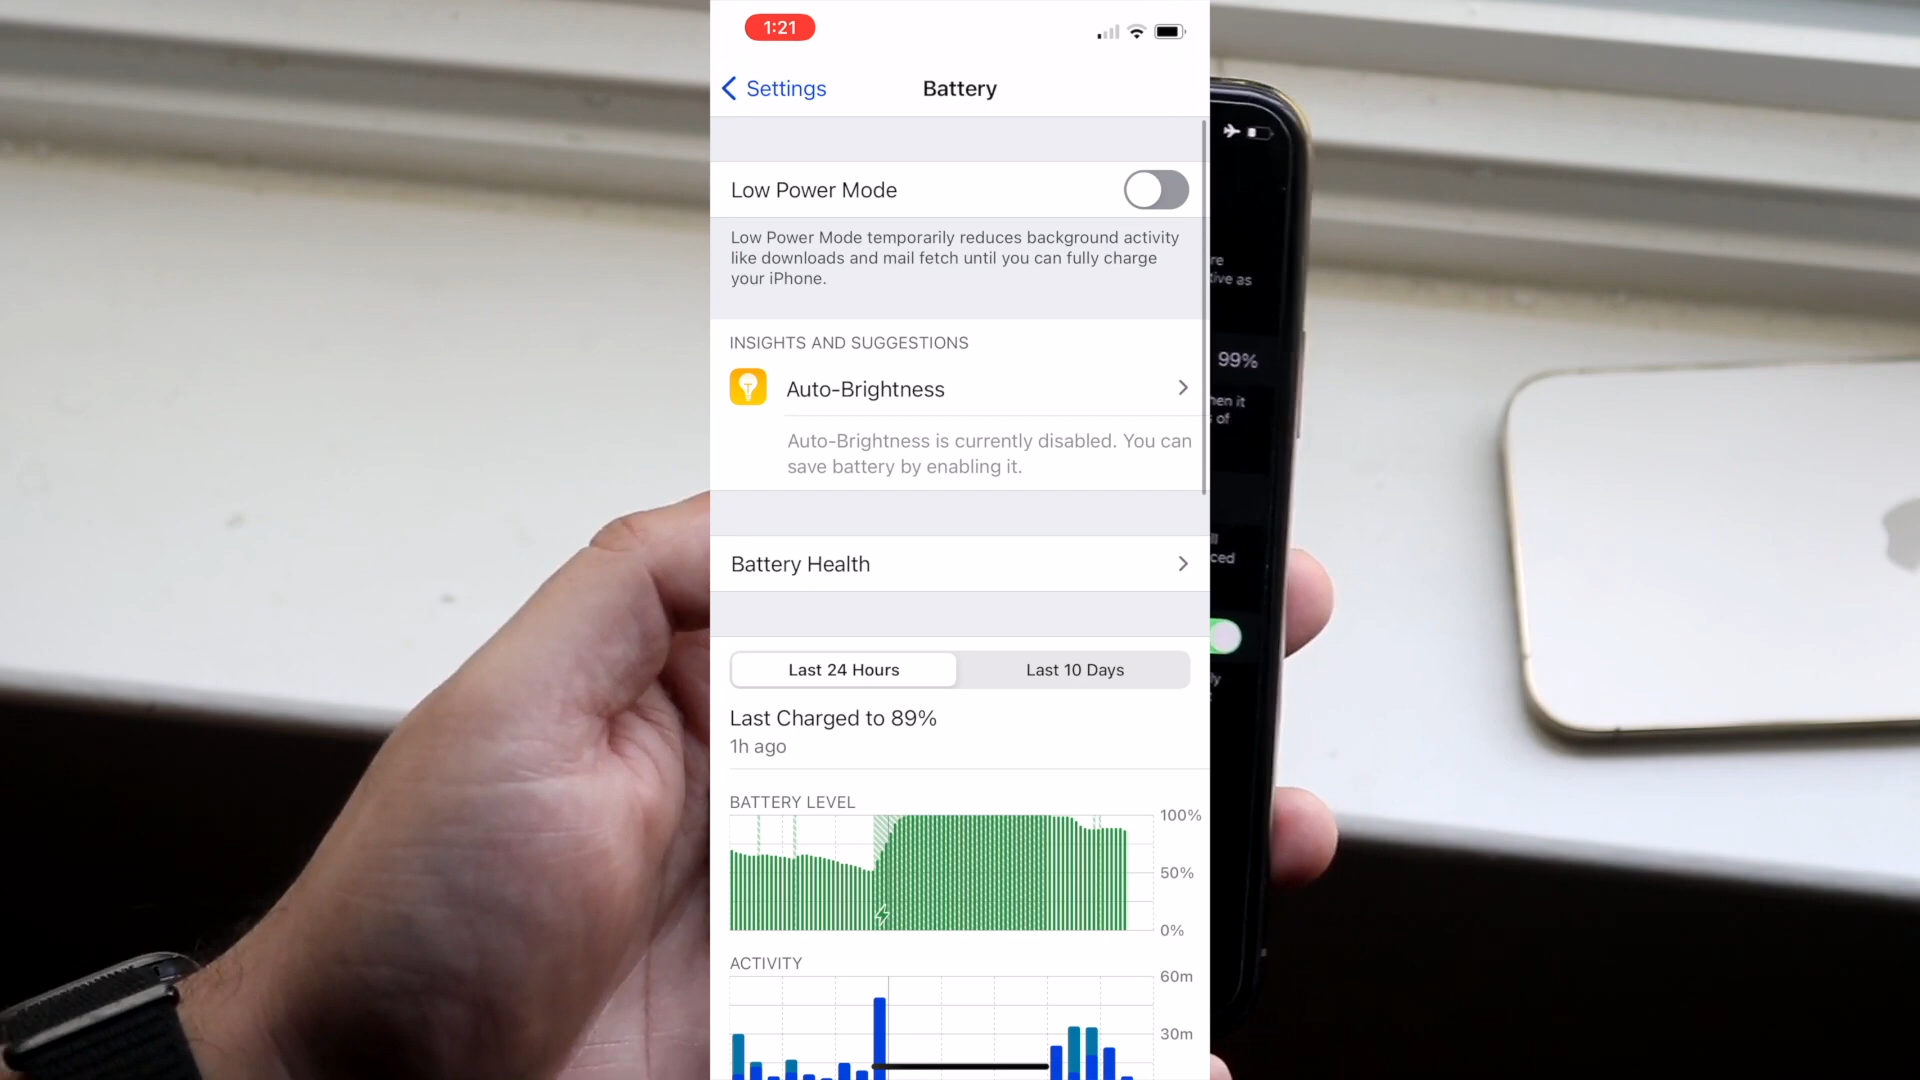 1:21
Settings
Battery
Low Power Mode
Low Power Mode temporarily reduces background activity
like downloads and mail fetch until you can fully charge
your iPhone.
INSIGHTS AND SUGGESTIONS
Auto-Brightness
Auto-Brightness is currently disabled. You can
save battery by enabling it.
Battery Health
Last 24 Hours
Last 10 Days
Last Charged to 89%
1h ago
BATTERY LEVEL
100%
50%
0%
ACTIVITY
60m
30m
as
99%
it
of